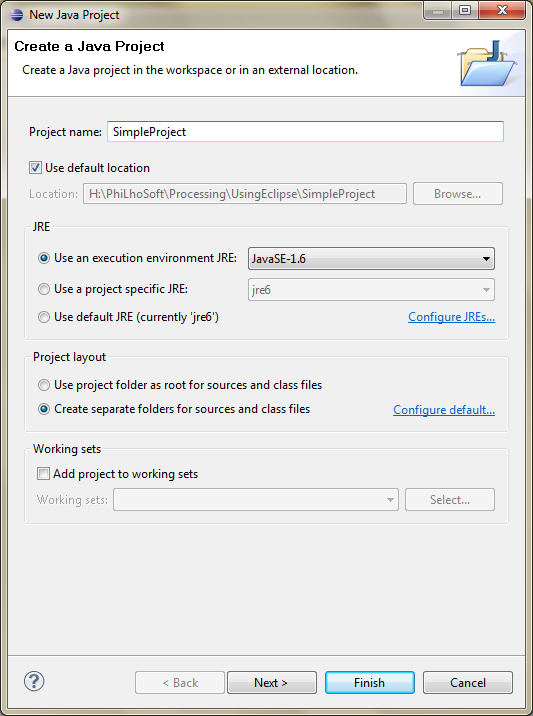 New Java Project
Create a Java Project
Create a Java project in the workspace or in an external location.
Project name: SimpleProject
Use default location
Location: H:\PhiLhoSoft\Processing\UsingEclipse\SimpleProject Browse...
JRE
Use an execution environment JRE: JavaSE-1.6
Use a project specific JRE: jre6
Use default JRE (currently 'jre6') Configure JREs...
Project layout
Use project folder as root for sources and class files
Create separate folders for sources and class files Configure default...
Working sets
Add project to working sets
Working sets: Select...
? < Back Next > Finish Cancel